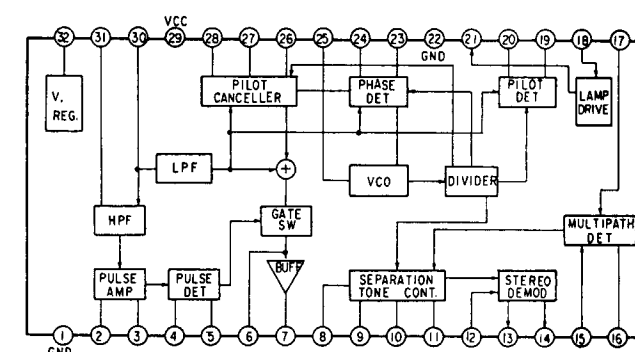 VCC
32 31 30 29 28 27 26 25 24 23 22 21 20 19 18 17
GND
V. REG.
PILOT CANCELLER
PHASE DET
PILOT DET
LAMP DRIVE
LPF
+
VCO
DIVIDER
HPF
GATE SW
MULTIPATH DET
PULSE AMP
PULSE DET
BUFF
SEPARATION TONE CONT.
STEREO DEMOD
1 2 3 4 5 6 7 8 9 10 11 12 13 14 15 16
GND